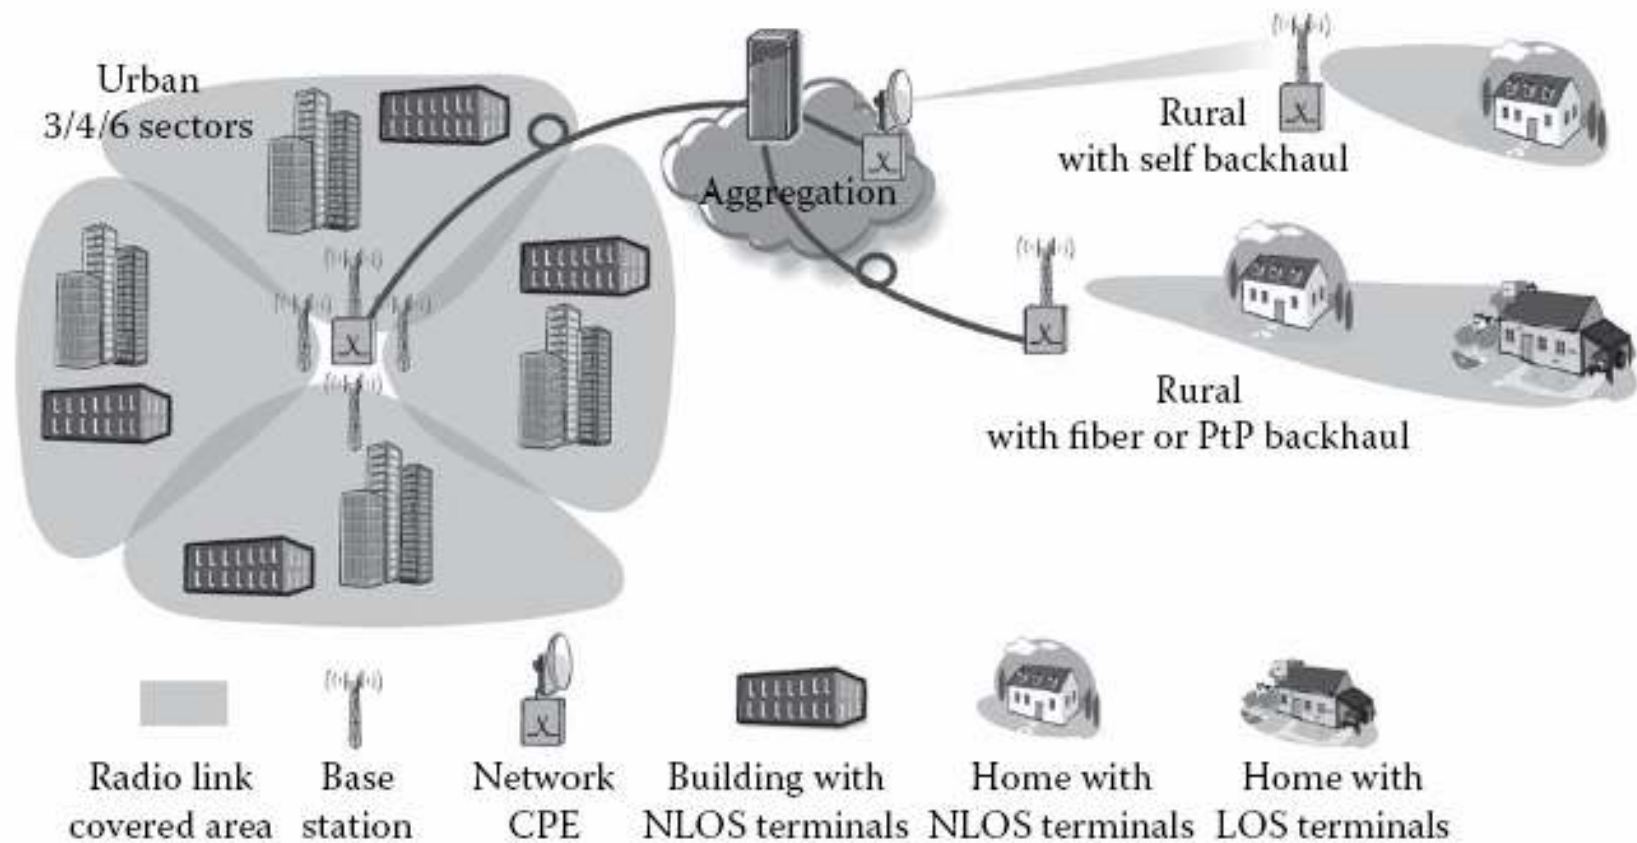 Urban
3/4/6 sectors
Aggregation
Rural
with self backhaul
Rural
with fiber or PtP backhaul
Radio link
covered area
Base
station
Network
CPE
Building with
NLOS terminals
Home with
NLOS terminals
Home with
LOS terminals